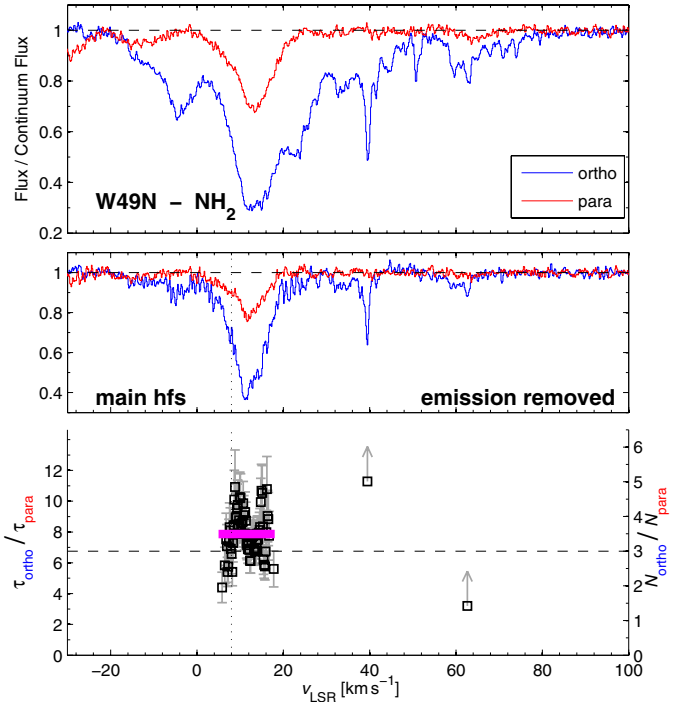 1
0.8
0.6
0.4
0.2
Flux / Continuum Flux
W49N − NH2
ortho
para
1
0.8
0.6
0.4
main hfs
emission removed
12
10
8
6
4
2
0
τortho / τpara
6
5
4
3
2
1
0
Northo / Npara
−20 0 20 40 60 80 100
vLSR [km s−1]